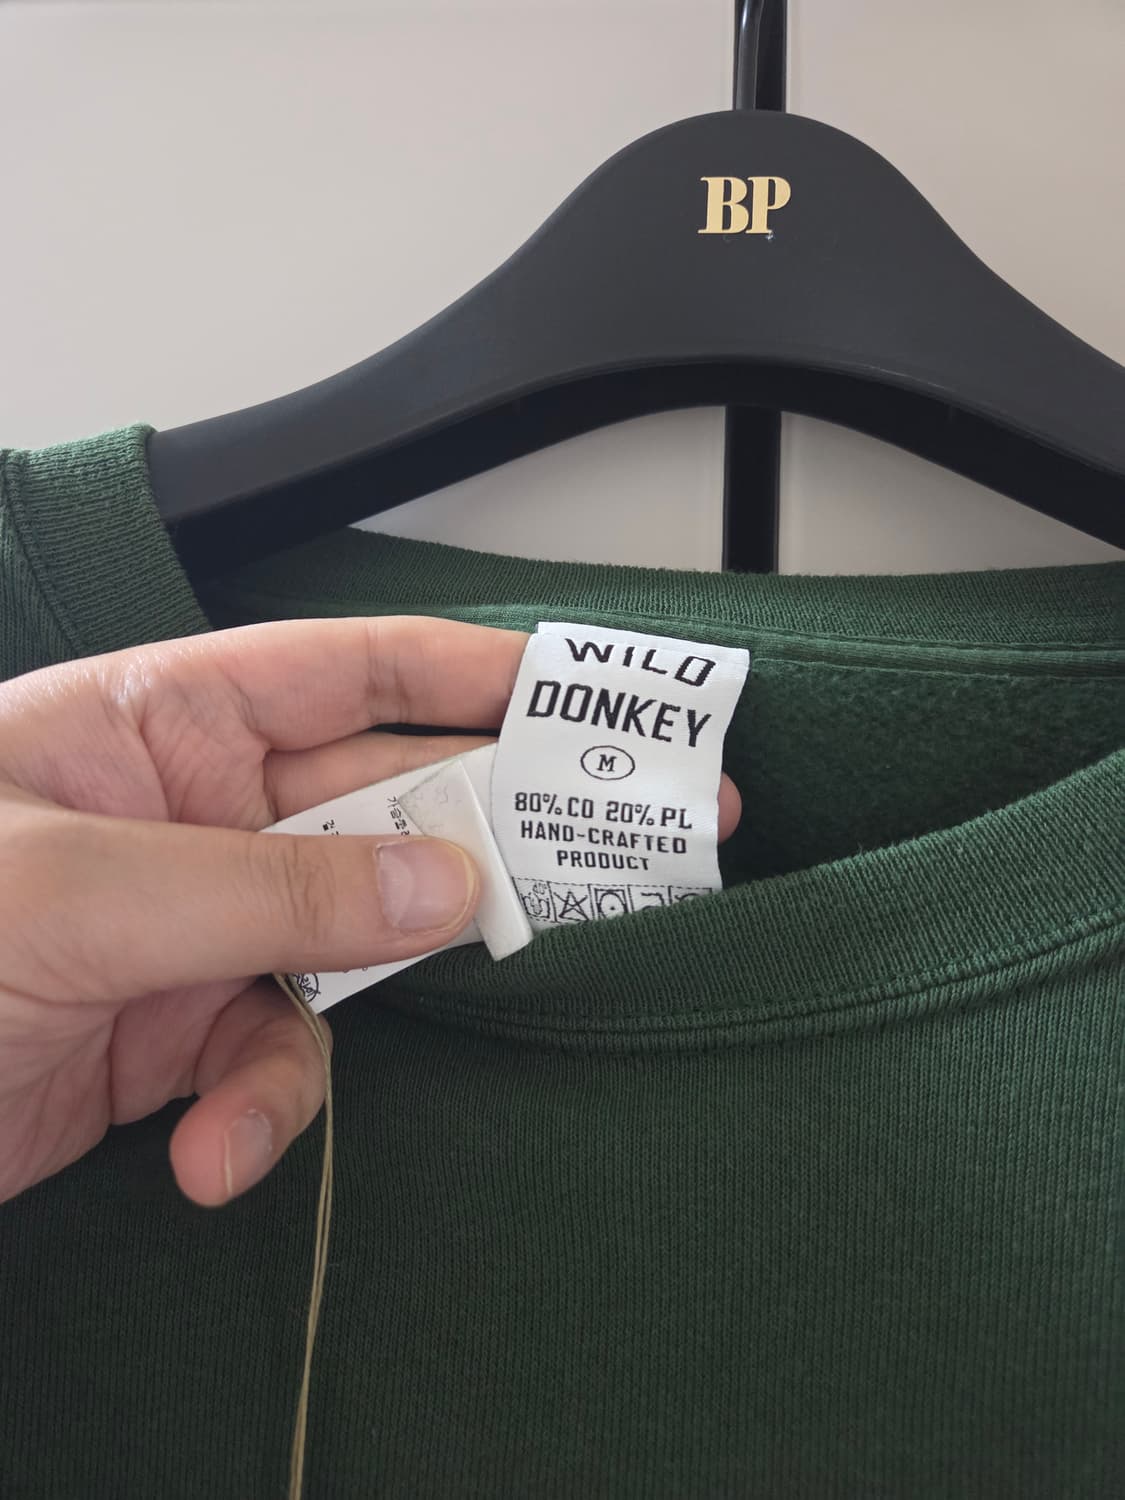 BP
WILD
DONKEY
M
80% CO 20% PL
HAND-CRAFTED
PRODUCT